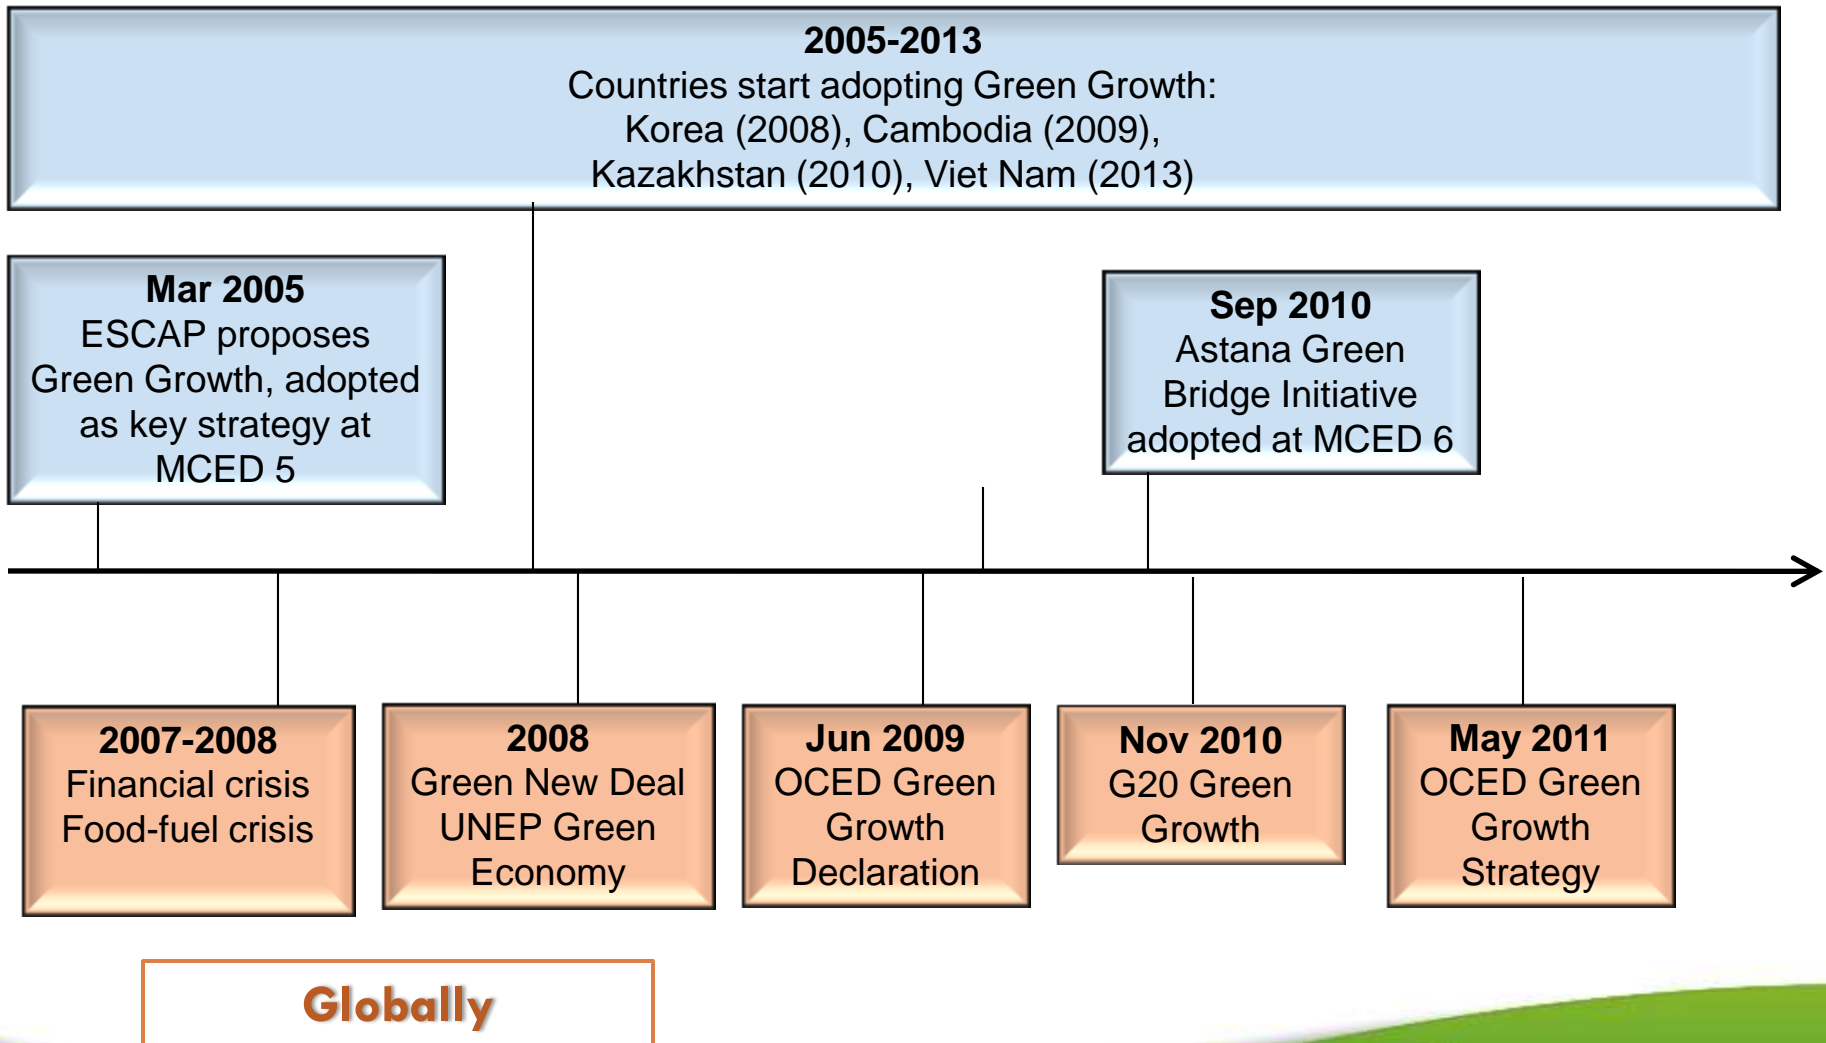 2005-2013
Countries start adopting Green Growth:
Korea (2008), Cambodia (2009),
Kazakhstan (2010), Viet Nam (2013)
Mar 2005
ESCAP proposes
Green Growth, adopted
as key strategy at
MCED 5
Sep 2010
Astana Green
Bridge Initiative
adopted at MCED 6
2007-2008
Financial crisis
Food-fuel crisis
2008
Green New Deal
UNEP Green
Economy
Jun 2009
OCED Green
Growth
Declaration
Nov 2010
G20 Green
Growth
May 2011
OCED Green
Growth
Strategy
Globally